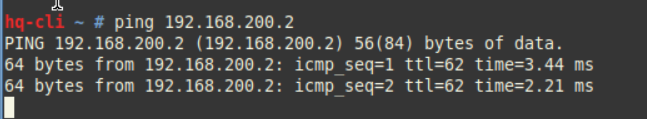 hq-cli ~ # ping 192.168.200.2
PING 192.168.200.2 (192.168.200.2) 56(84) bytes of data.
64 bytes from 192.168.200.2: icmp_seq=1 ttl=62 time=3.44 ms
64 bytes from 192.168.200.2: icmp_seq=2 ttl=62 time=2.21 ms